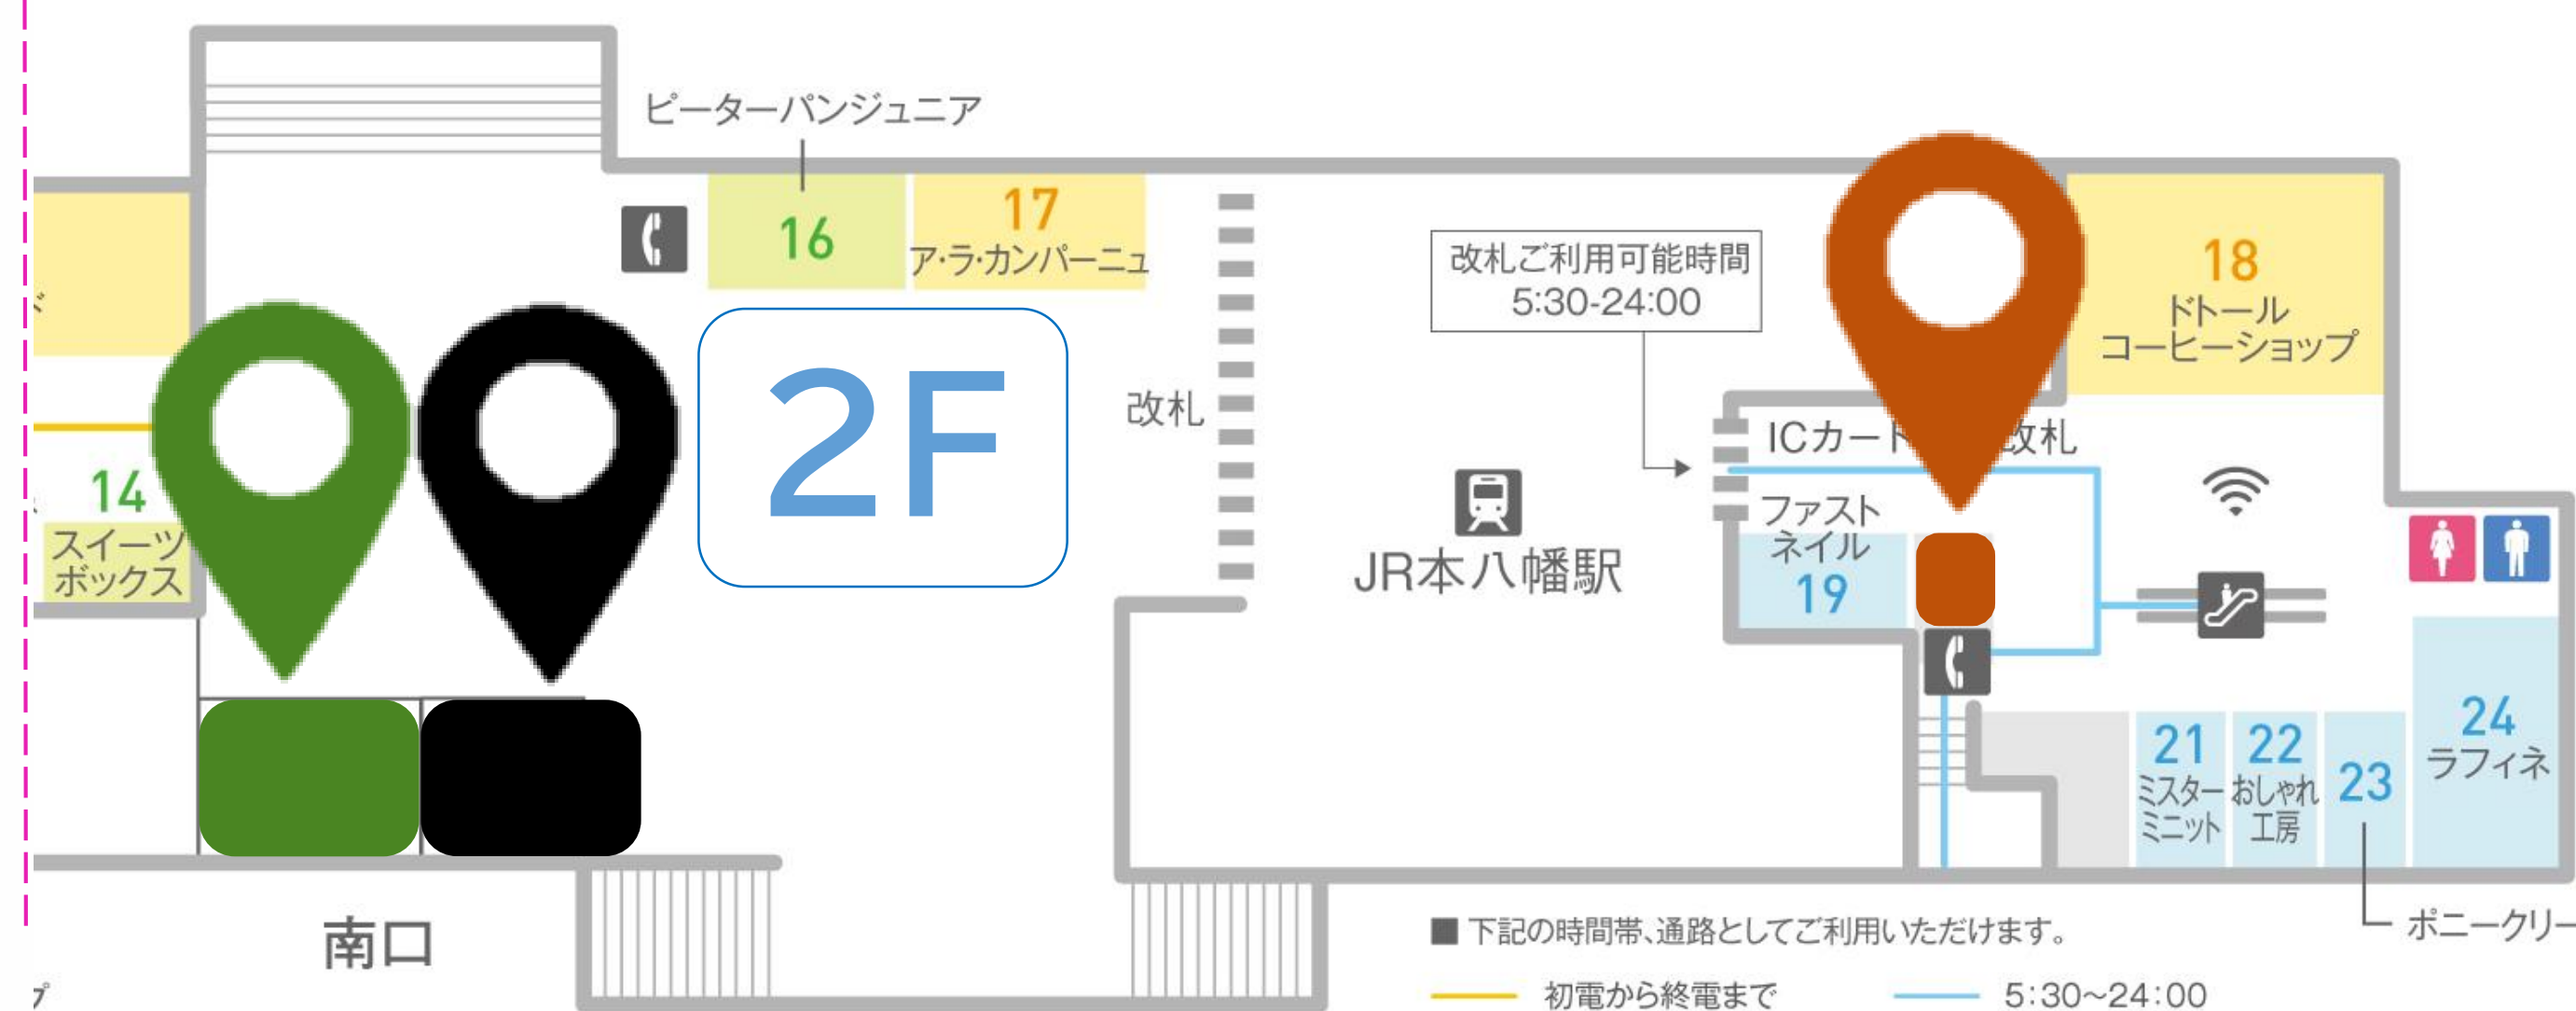 ピーターパンジュニア
16
17
ア・ラ・カンパーニュ
14
スイーツ
ボックス
2F
改札
改札ご利用可能時間
5:30-24:00
JR本八幡駅
ICカード
改札
ファスト
ネイル
19
18
ドトール
コーヒーショップ
21
ミスター
ミニット
22
おしゃれ
工房
23
24
ラフィネ
ポニークリー
南口
プ
■ 下記の時間帯、通路としてご利用いただけます。
初電から終電まで
5:30～24:00